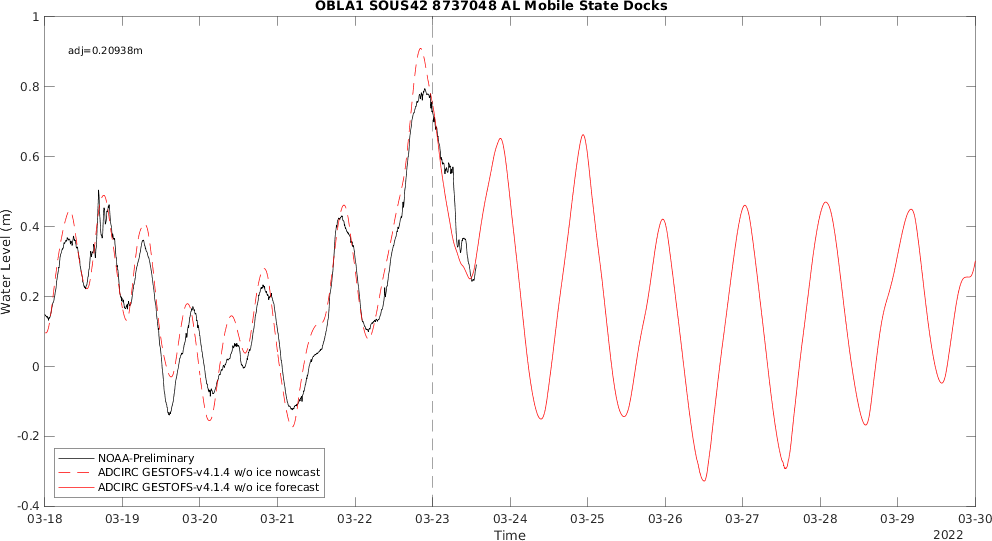 OBLA1 SOUS42 8737048 AL Mobile State Docks
adj=0.20938m
1
0.8
0.6
0.4
0.2
0
-0.2
-0.4
Water Level (m)
NOAA-Preliminary
ADCIRC GESTOFS-v4.1.4 w/o ice nowcast
ADCIRC GESTOFS-v4.1.4 w/o ice forecast
03-18 03-19 03-20 03-21 03-22 03-23 03-24 03-25 03-26 03-27 03-28 03-29 03-30
Time
2022